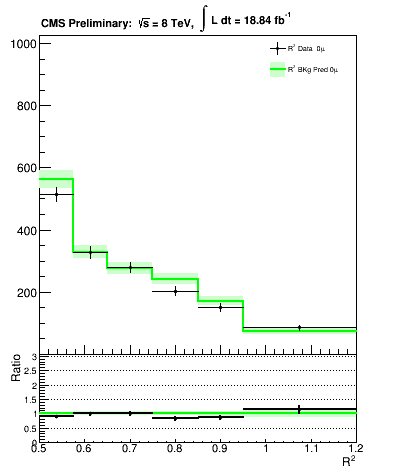 CMS Preliminary: √s = 8 TeV, ∫ L dt = 18.84 fb⁻¹
R² Data 0μ
R² BKg Pred 0μ
1000
800
600
400
200
Ratio
3
2.5
2
1.5
1
0.5
0
0.5 0.6 0.7 0.8 0.9 1 1.1 1.2
R²